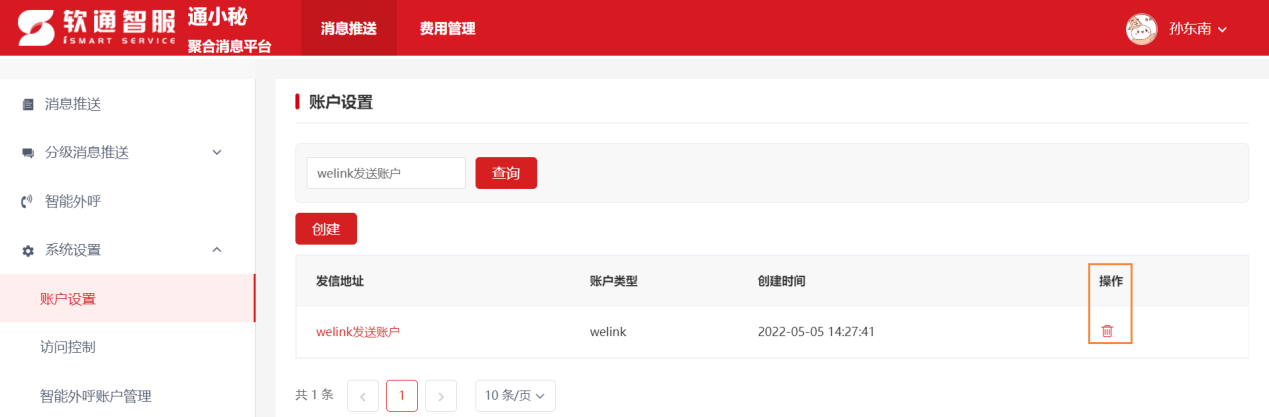 软通智服 通小秘
iSMART SERVICE 聚合消息平台
消息推送 费用管理 孙东南
消息推送
分级消息推送
智能外呼
系统设置
账户设置
访问控制
智能外呼账户管理
账户设置
welink发送账户 查询
创建
发信地址 账户类型 创建时间 操作
welink发送账户 welink 2022-05-05 14:27:41
共 1 条 < 1 > 10 条/页